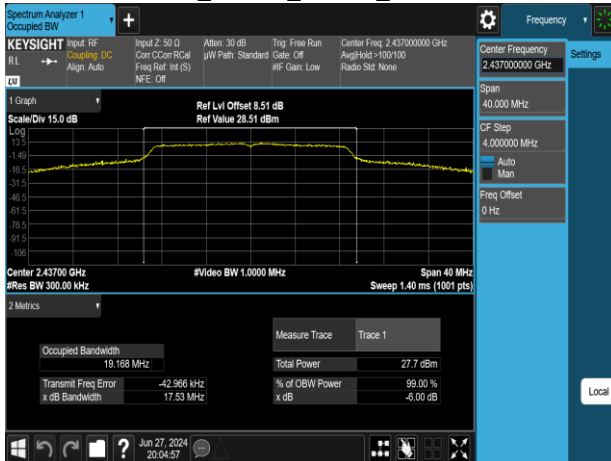 Spectrum Analyzer 1
Occupied BW
+
Frequency
KEYSIGHT
RL
LXI
Input: RF
Coupling: DC
Align: Auto
Input Z: 50 Ω
Corr CCorr RCal
Freq Ref: Int (S)
NFE: Off
Atten: 30 dB
µW Path: Standard
Trig: Free Run
Gate: Off
#IF Gain: Low
Center Freq: 2.437000000 GHz
Avg|Hold:>100/100
Radio Std: None
Center Frequency
2.437000000 GHz
Settings
Span
40.000 MHz
CF Step
4.000000 MHz
Auto
Man
Freq Offset
0 Hz
Local
1 Graph
Scale/Div 15.0 dB
Ref Lvl Offset 8.51 dB
Ref Value 28.51 dBm
Log
13.5
-1.49
-16.5
-31.5
-46.5
-61.5
-76.5
-91.5
-106
Center 2.43700 GHz
#Video BW 1.0000 MHz
Span 40 MHz
#Res BW 300.00 kHz
Sweep 1.40 ms (1001 pts)
2 Metrics
Measure Trace
Trace 1
Occupied Bandwidth
19.168 MHz
Total Power
27.7 dBm
Transmit Freq Error
-42.966 kHz
% of OBW Power
99.00 %
x dB Bandwidth
17.53 MHz
x dB
-6.00 dB
?
Jun 27, 2024
20:04:57